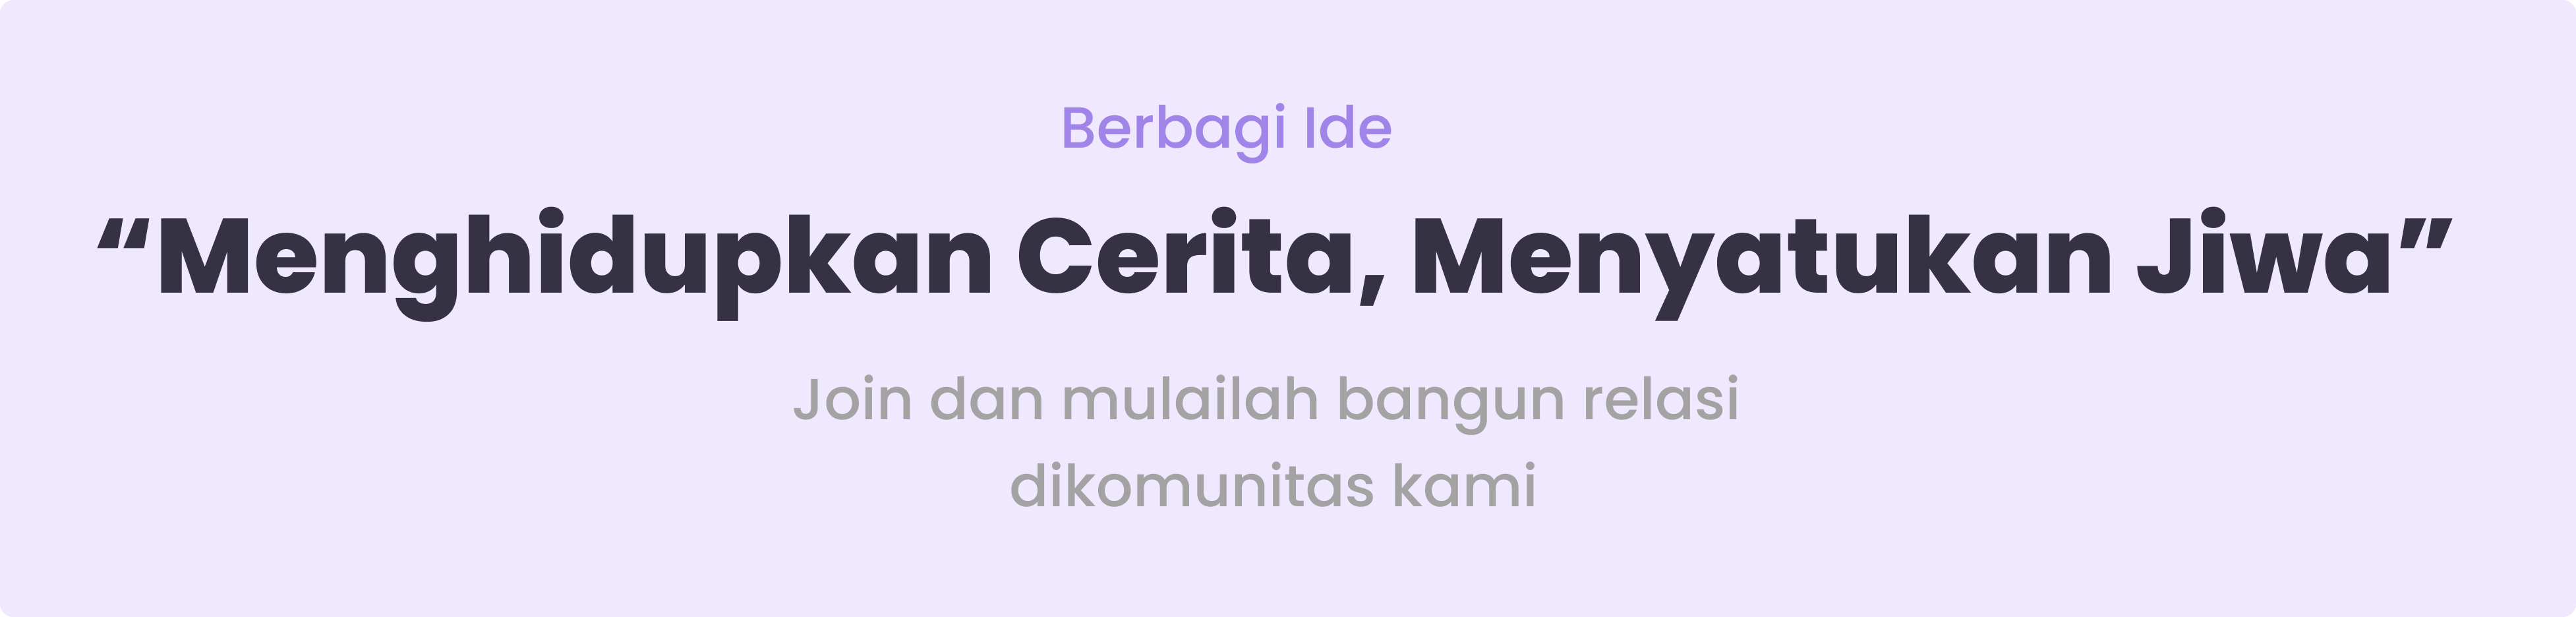 Berbagi Ide
“Menghidupkan Cerita, Menyatukan Jiwa”
Join dan mulailah bangun relasi
dikomunitas kami